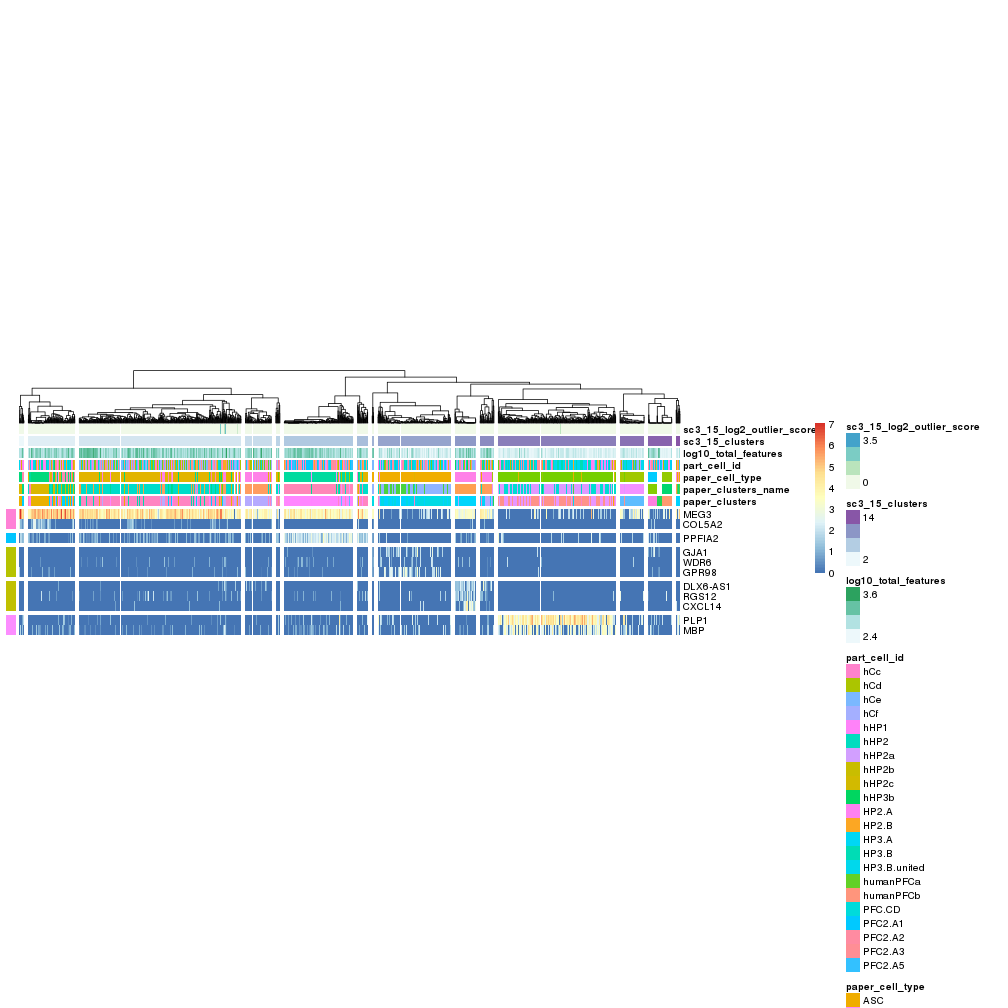 sc3_15_log2_outlier_score
sc3_15_clusters
log10_total_features
part_cell_id
paper_cell_type
paper_clusters_name
paper_clusters
MEG3
COL5A2
PPFIA2
GJA1
WDR6
GPR98
DLX6-AS1
RGS12
CXCL14
PLP1
MBP
7
6
5
4
3
2
1
0
sc3_15_log2_outlier_score
3.5
0
sc3_15_clusters
14
2
log10_total_features
3.6
2.4
part_cell_id
hCc
hCd
hCe
hCf
hHP1
hHP2
hHP2a
hHP2b
hHP2c
hHP3b
HP2.A
HP2.B
HP3.A
HP3.B
HP3.B.united
humanPFCa
humanPFCb
PFC.CD
PFC2.A1
PFC2.A2
PFC2.A3
PFC2.A5
paper_cell_type
ASC